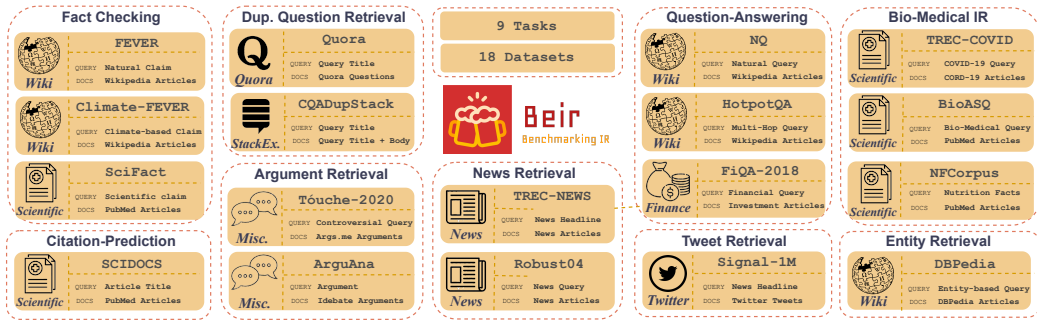 Fact Checking
FEVER
QUERY Natural Claim
DOCS Wikipedia Articles
Wiki
Climate-FEVER
QUERY Climate-based Claim
DOCS Wikipedia Articles
Wiki
SciFact
QUERY Scientific claim
DOCS PubMed Articles
Scientific
Citation-Prediction
SCIDOCS
QUERY Article Title
DOCS PubMed Articles
Scientific
Dup. Question Retrieval
Quora
QUERY Query Title
DOCS Quora Questions
Q
Quora
CQADupStack
QUERY Query Title
DOCS Query Title + Body
StackEx.
Argument Retrieval
Tóuche-2020
QUERY Controversial Query
DOCS Args.me Arguments
Misc.
ArguAna
QUERY Argument
DOCS Idebate Arguments
Misc.
9 Tasks
18 Datasets
Beir
Benchmarking IR
News Retrieval
TREC-NEWS
QUERY News Headline
DOCS News Articles
News
Robust04
QUERY News Query
DOCS News Articles
News
Question-Answering
NQ
QUERY Natural Query
DOCS Wikipedia Articles
Wiki
HotpotQA
QUERY Multi-Hop Query
DOCS Wikipedia Articles
Wiki
FiQA-2018
QUERY Financial Query
DOCS Investment Articles
Finance
Tweet Retrieval
Signal-1M
QUERY News Headline
DOCS Twitter Tweets
Twitter
Bio-Medical IR
TREC-COVID
QUERY COVID-19 Query
DOCS CORD-19 Articles
Scientific
BioASQ
QUERY Bio-Medical Query
DOCS PubMed Articles
Scientific
NFCorpus
QUERY Nutrition Facts
DOCS PubMed Articles
Scientific
Entity Retrieval
DBPedia
QUERY Entity-based Query
DOCS DBPedia Articles
Wiki